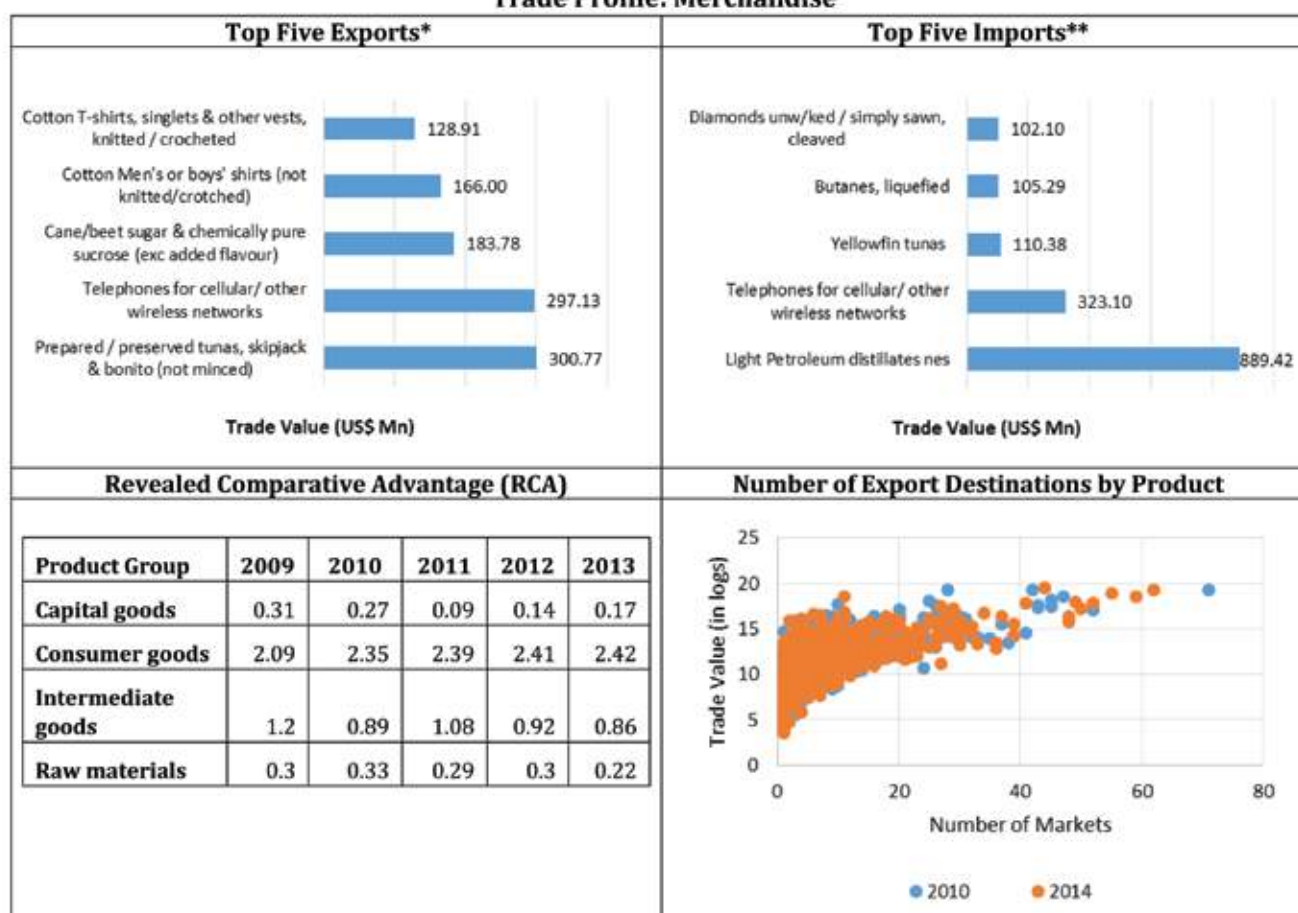 Trade Profile: Merchandise
Top Five Exports*
Cotton T-shirts, singlets & other vests,
knitted / crocheted
128.91
Cotton Men's or boys' shirts (not
knitted/crotched)
166.00
Cane/beet sugar & chemically pure
sucrose (exc added flavour)
183.78
Telephones for cellular/ other
wireless networks
297.13
Prepared / preserved tunas, skipjack
& bonito (not minced)
300.77
Trade Value (US$ Mn)
Top Five Imports**
Diamonds unw/ked / simply sawn,
cleaved
102.10
Butanes, liquefied
105.29
Yellowfin tunas
110.38
Telephones for cellular/ other
wireless networks
323.10
Light Petroleum distillates nes
889.42
Trade Value (US$ Mn)
Revealed Comparative Advantage (RCA)
Product Group 2009 2010 2011 2012 2013
Capital goods 0.31 0.27 0.09 0.14 0.17
Consumer goods 2.09 2.35 2.39 2.41 2.42
Intermediate
goods 1.2 0.89 1.08 0.92 0.86
Raw materials 0.3 0.33 0.29 0.3 0.22
Number of Export Destinations by Product
Trade Value (in logs)
25
20
15
10
5
0
0 20 40 60 80
Number of Markets
2010 2014